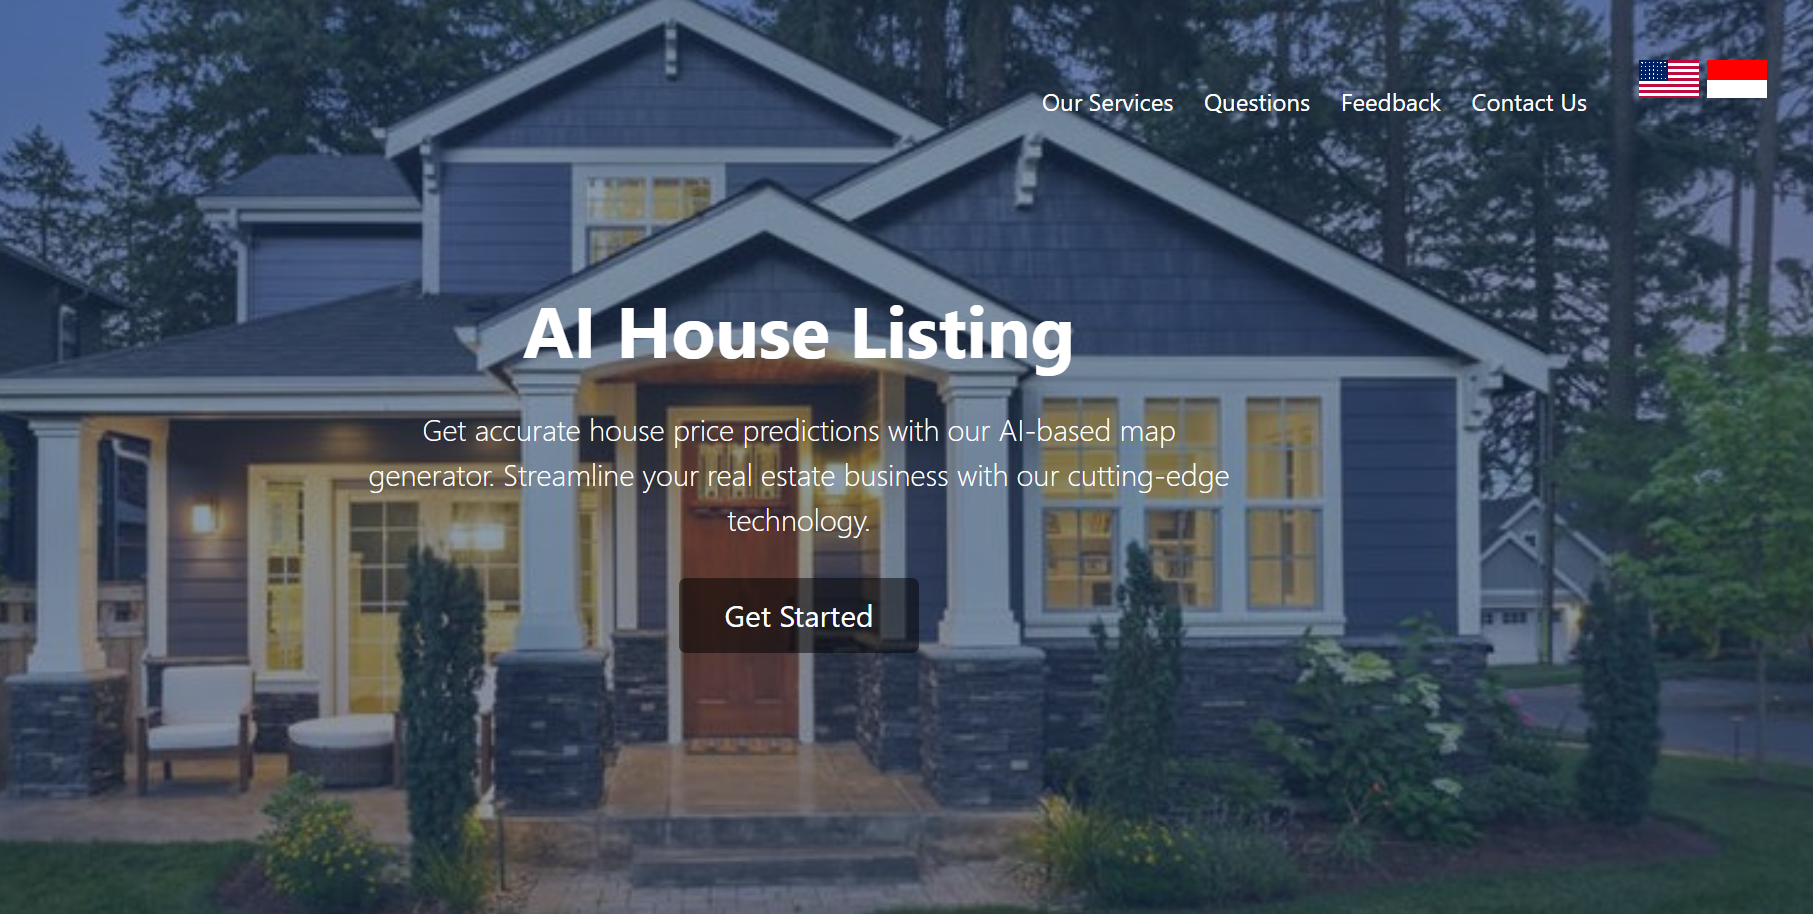 Our Services Questions Feedback Contact Us
AI House Listing
Get accurate house price predictions with our AI-based map
generator. Streamline your real estate business with our cutting-edge
technology.
Get Started